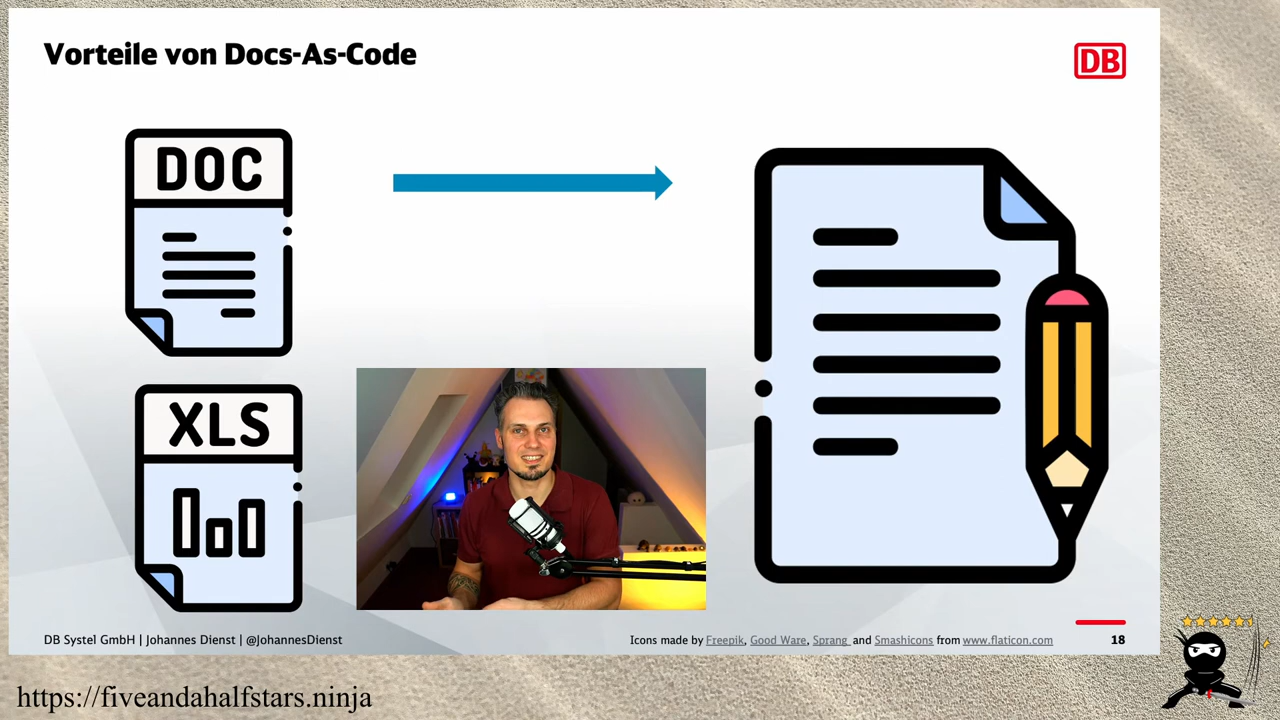 Vorteile von Docs-As-Code
DB
DOC
XLS
DB Systel GmbH | Johannes Dienst | @JohannesDienst
Icons made by Freepik, Good Ware, Sprang and Smashicons from www.flaticon.com
18
https://fiveandahalfstars.ninja